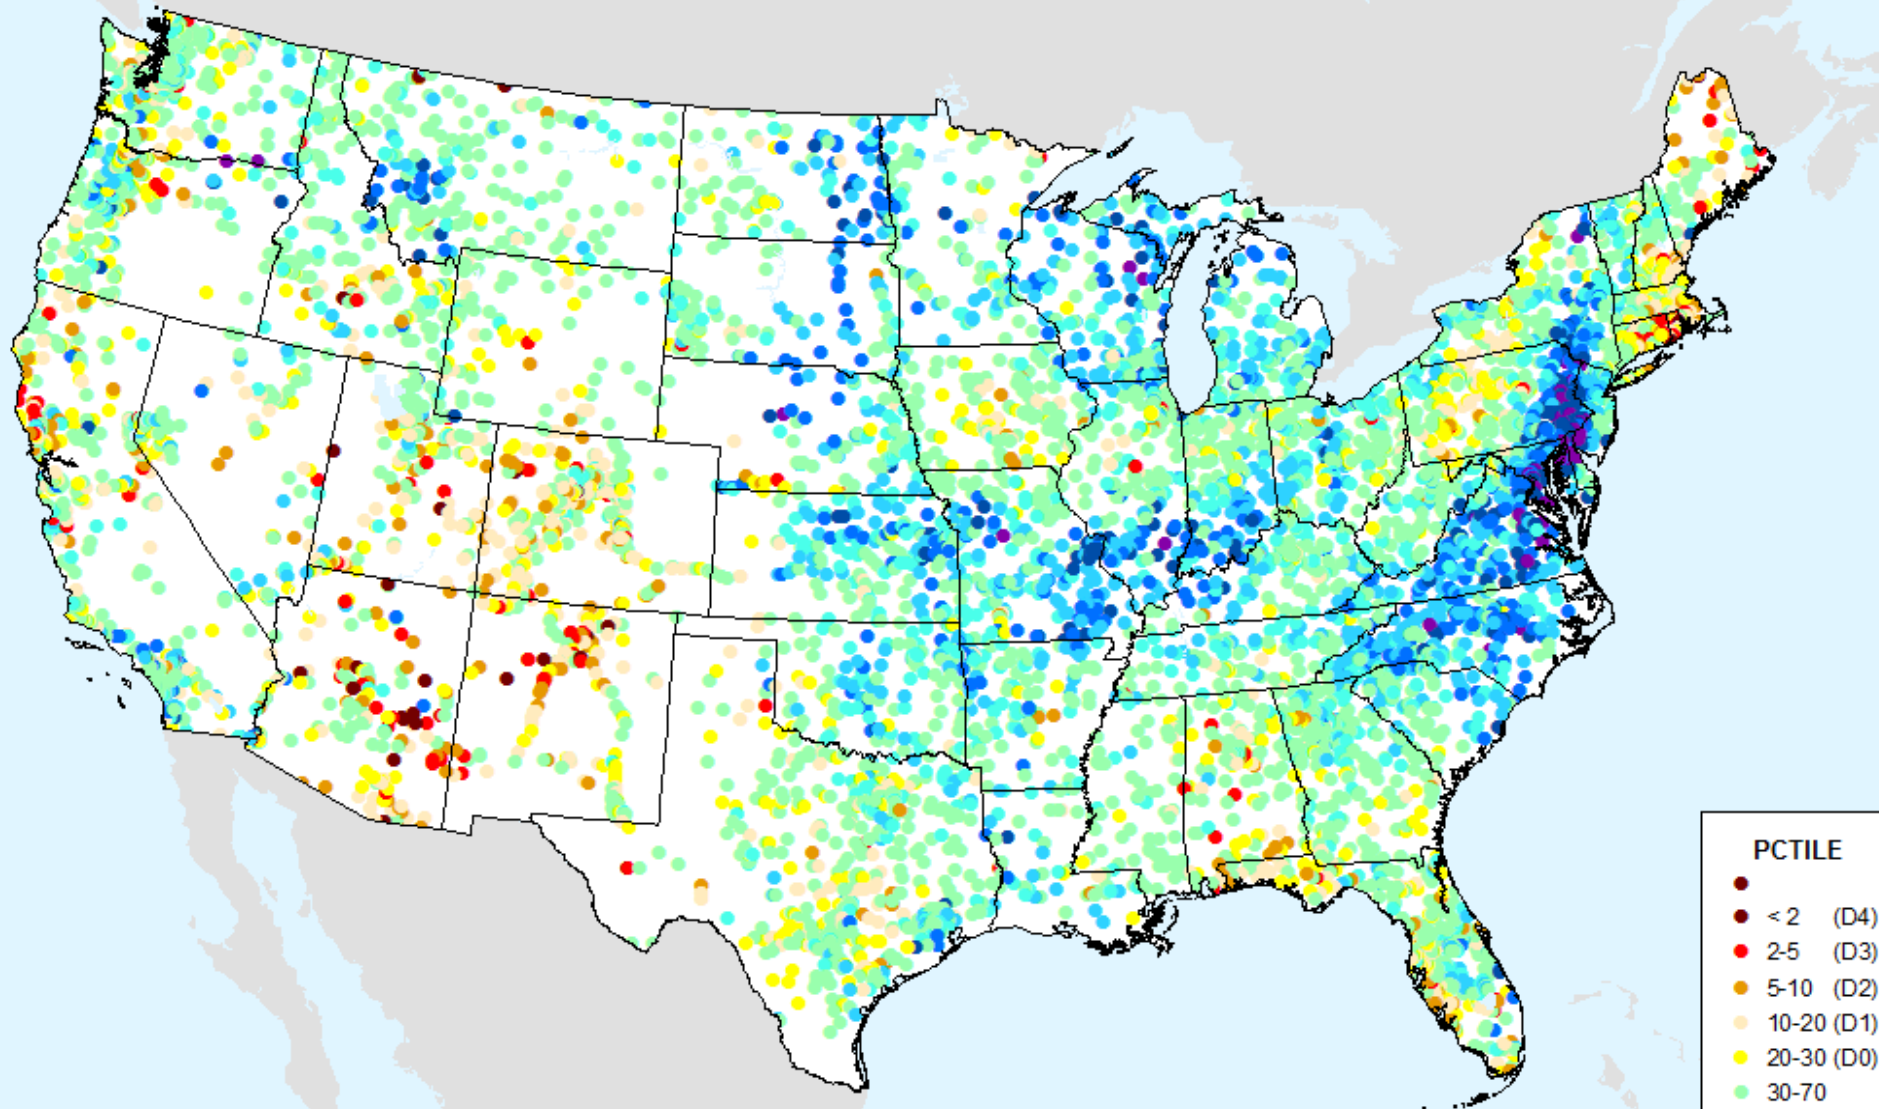 PCTILE
< 2 (D4)
2-5 (D3)
5-10 (D2)
10-20 (D1)
20-30 (D0)
30-70